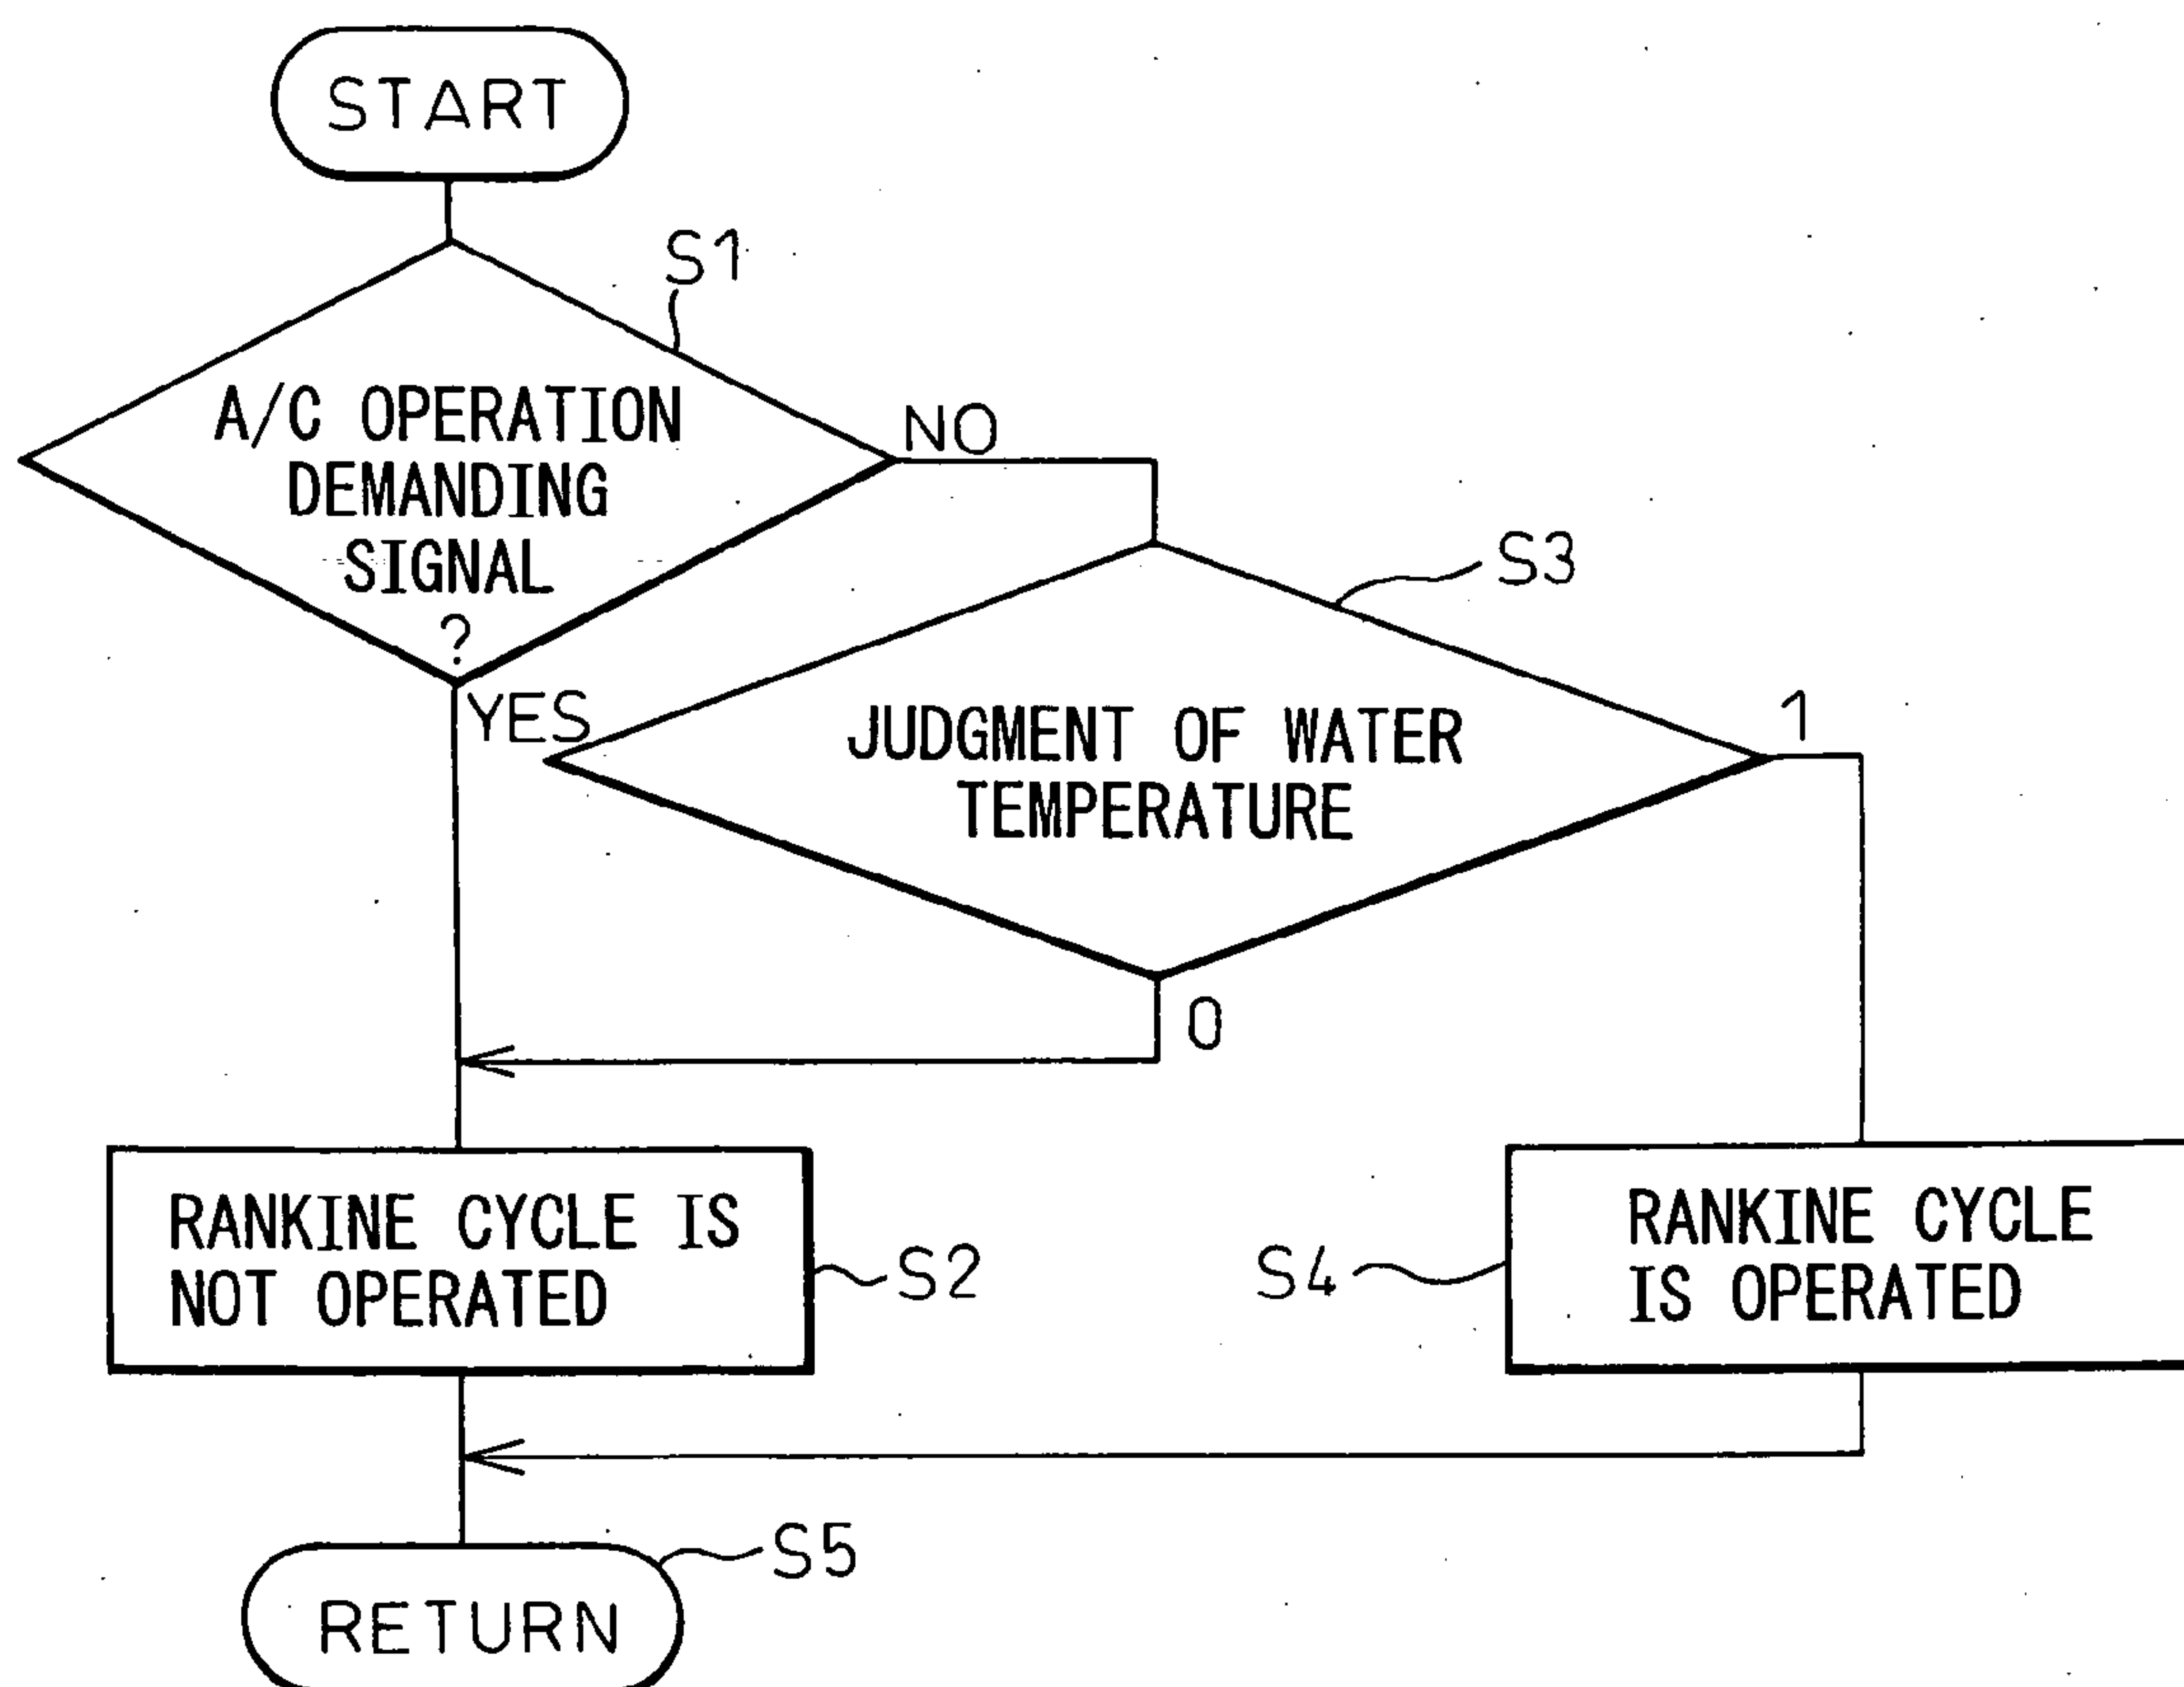 START
S1
A/C OPERATION
DEMANDING
SIGNAL
?
NO
YES
S3
JUDGMENT OF WATER
TEMPERATURE
1
0
RANKINE CYCLE IS
NOT OPERATED
S2
S4
RANKINE CYCLE
IS OPERATED
S5
RETURN